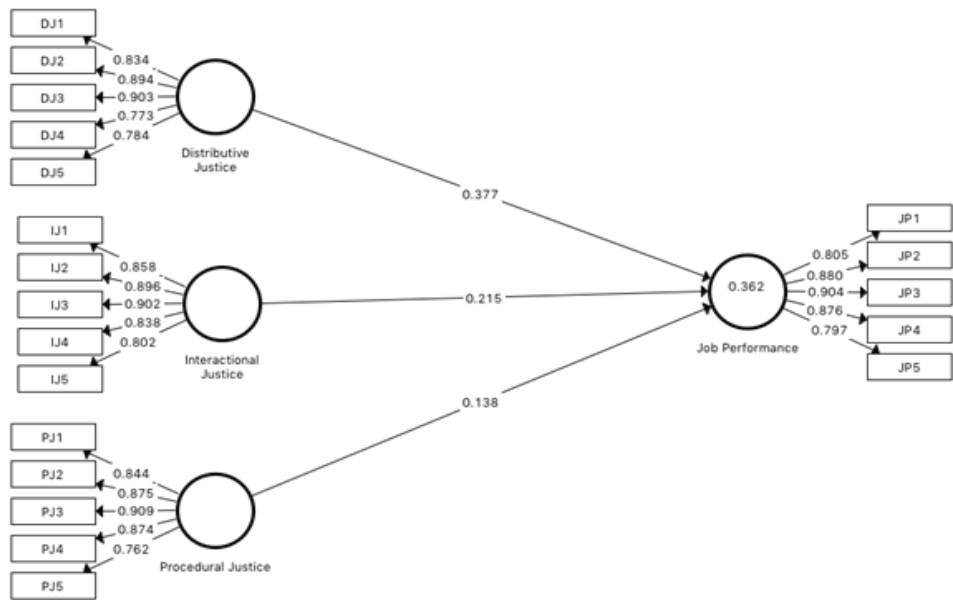 DJ1
DJ2
DJ3
DJ4
DJ5
0.834
0.894
0.903
0.773
0.784
Distributive
Justice
0.377
IJ1
IJ2
IJ3
IJ4
IJ5
0.858
0.896
0.902
0.838
0.802
Interactional
Justice
0.215
PJ1
PJ2
PJ3
PJ4
PJ5
0.844
0.875
0.909
0.874
0.762
Procedural Justice
0.138
0.362
Job Performance
0.805
0.880
0.904
0.876
0.797
JP1
JP2
JP3
JP4
JP5